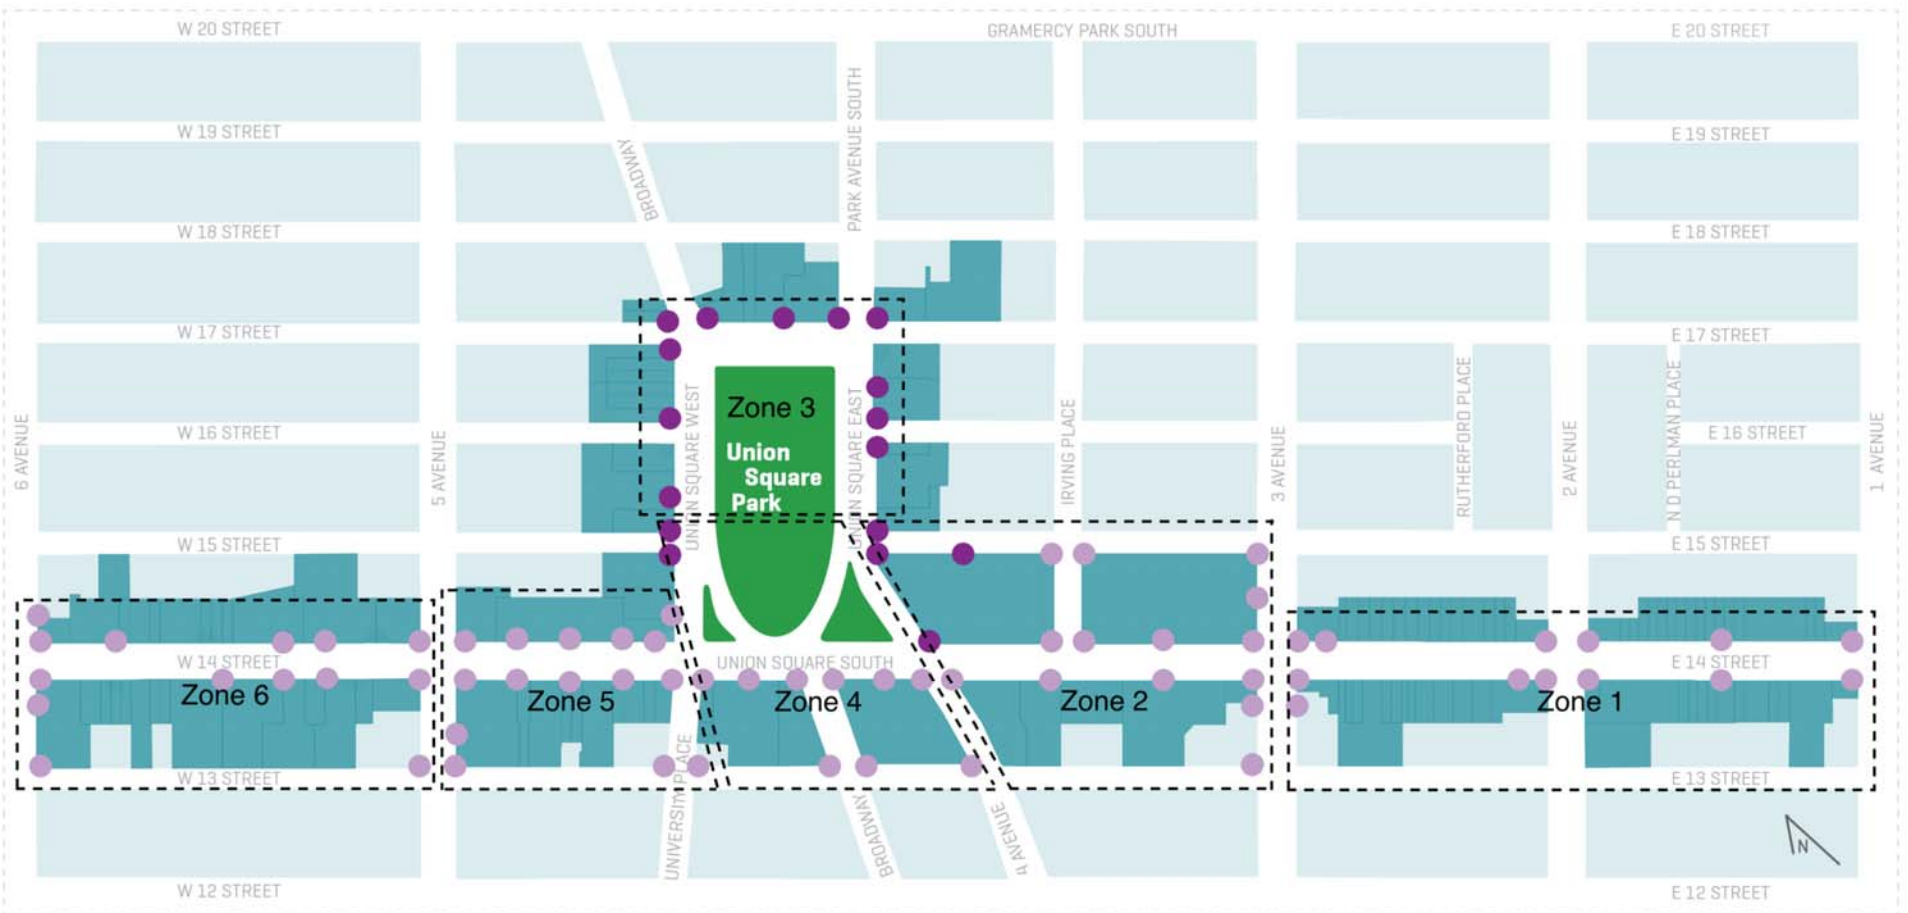 W 20 STREET
GRAMERCY PARK SOUTH
E 20 STREET
W 19 STREET
BROADWAY
PARK AVENUE SOUTH
E 19 STREET
W 18 STREET
E 18 STREET
W 17 STREET
E 17 STREET
6 AVENUE
5 AVENUE
UNION SQUARE WEST
Zone 3
Union
Square
Park
UNION SQUARE EAST
IRVING PLACE
3 AVENUE
RUTHERFORD PLACE
2 AVENUE
N D PERLMAN PLACE
1 AVENUE
W 16 STREET
E 16 STREET
W 15 STREET
E 15 STREET
W 14 STREET
UNION SQUARE SOUTH
E 14 STREET
Zone 6
Zone 5
Zone 4
Zone 2
Zone 1
W 13 STREET
UNIVERSITY PLACE
BROADWAY
4 AVENUE
E 13 STREET
N
W 12 STREET
E 12 STREET